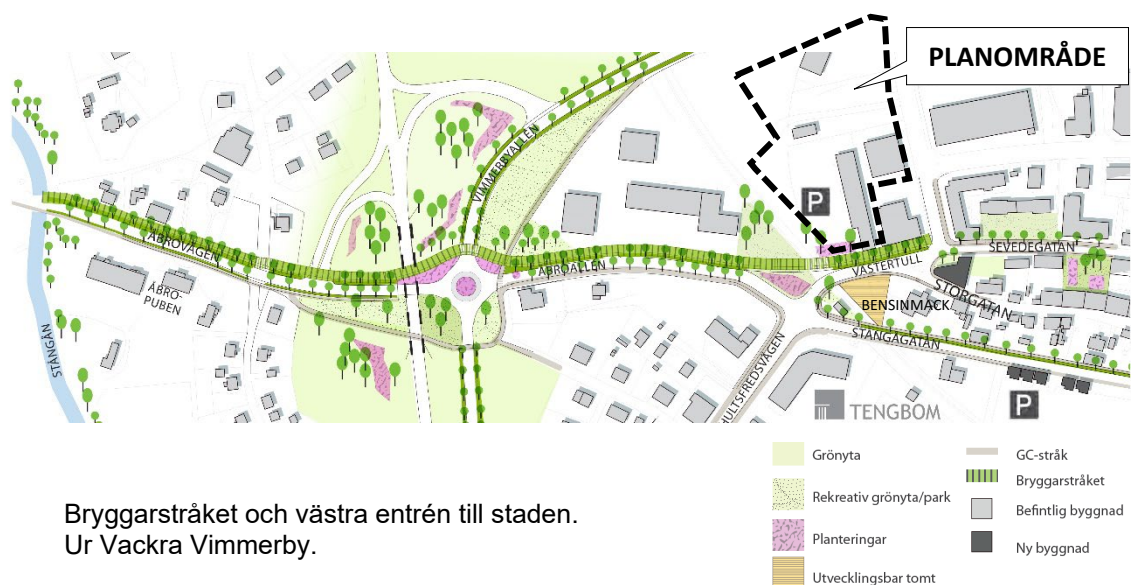 PLANOMRÅDE
VIMMERBYALLÉN
P
ÅBROVÄGEN
ÅBRO-
PUBEN
STÅNGÅN
ÅBROALLÉN
VÄSTERTULL
SEVEDEGATAN
STORGATAN
BENSINMACK
STÅNGÅGATAN
HULTSFREDSVÄGEN
TENGBOM
P
Grönyta
Rekreativ grönyta/park
Planteringar
Utvecklingsbar tomt
GC-stråk
Bryggarstråket
Befintlig byggnad
Ny byggnad
Bryggarstråket och västra entrén till staden.
Ur Vackra Vimmerby.